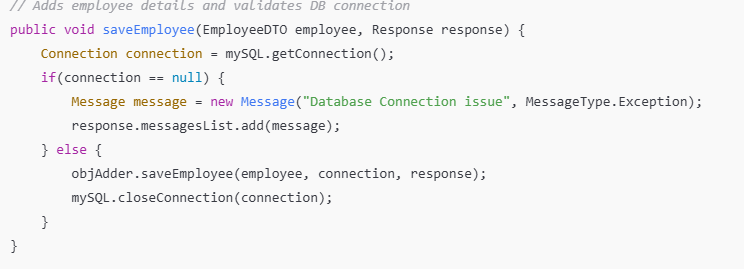 // Adds employee details and validates DB connection
public void saveEmployee(EmployeeDTO employee, Response response) {
    Connection connection = mySQL.getConnection();
    if(connection == null) {
        Message message = new Message("Database Connection issue", MessageType.Exception);
        response.messagesList.add(message);
    } else {
        objAdder.saveEmployee(employee, connection, response);
        mySQL.closeConnection(connection);
    }
}